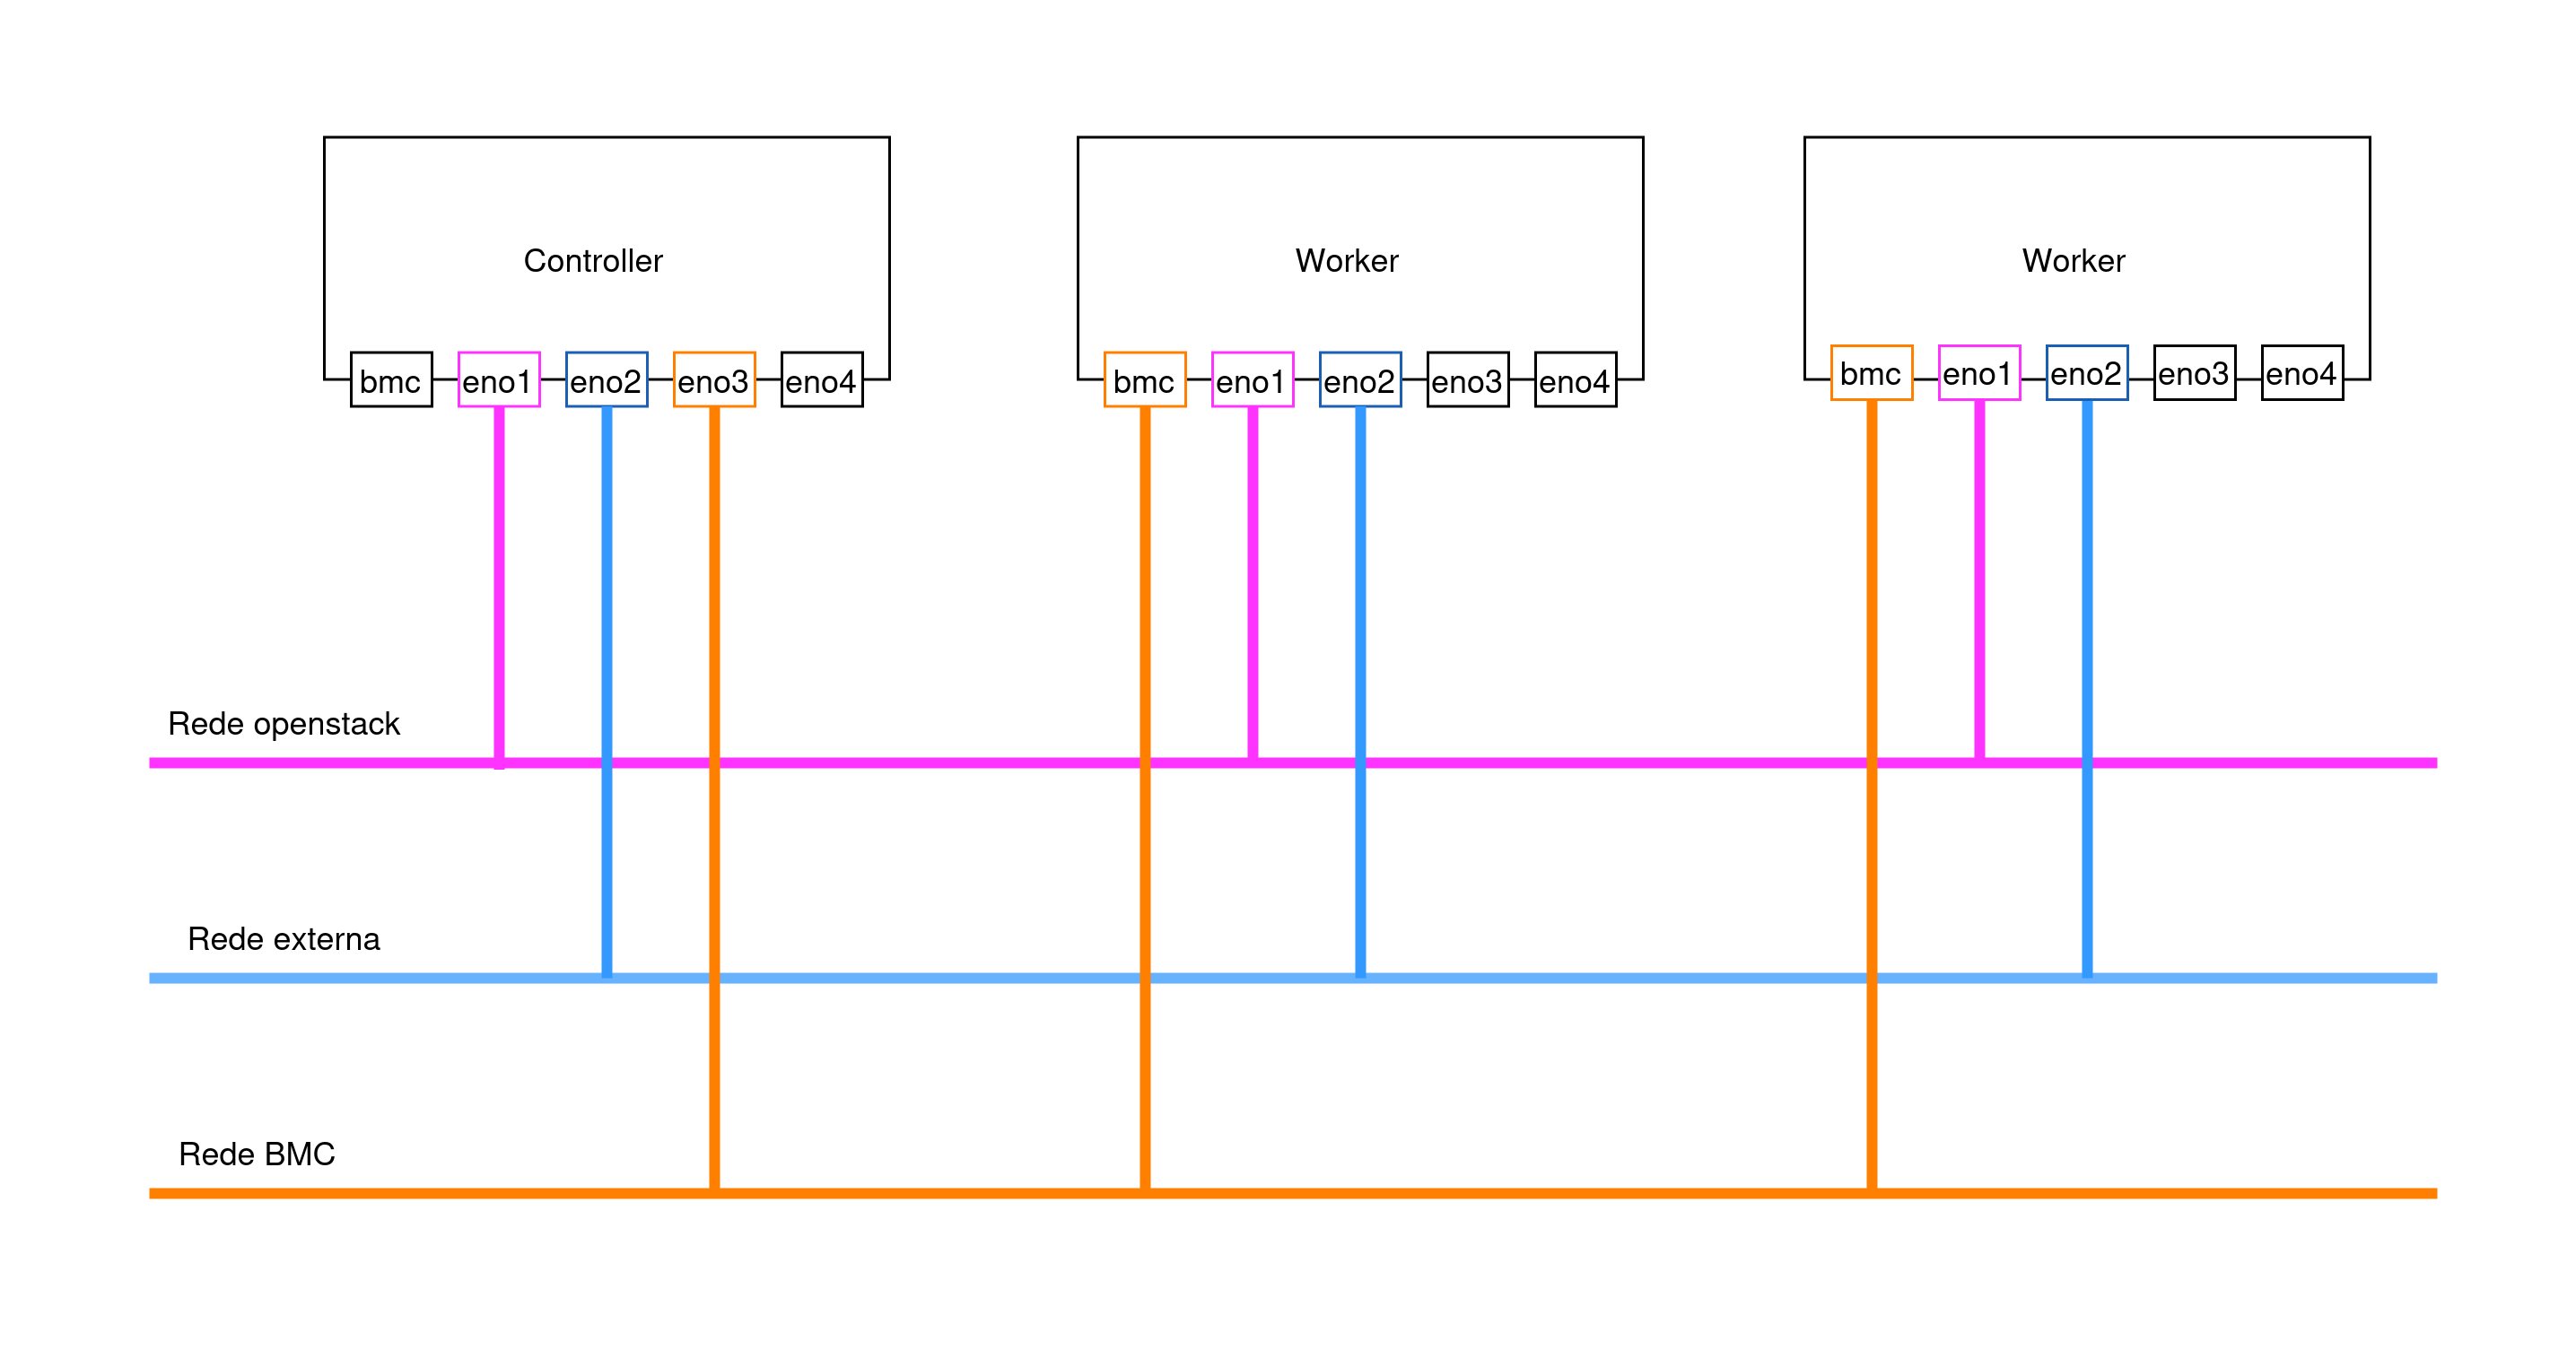 Controller
Worker
Worker
bmc eno1 eno2 eno3 eno4
bmc eno1 eno2 eno3 eno4
bmc eno1 eno2 eno3 eno4
Rede openstack
Rede externa
Rede BMC